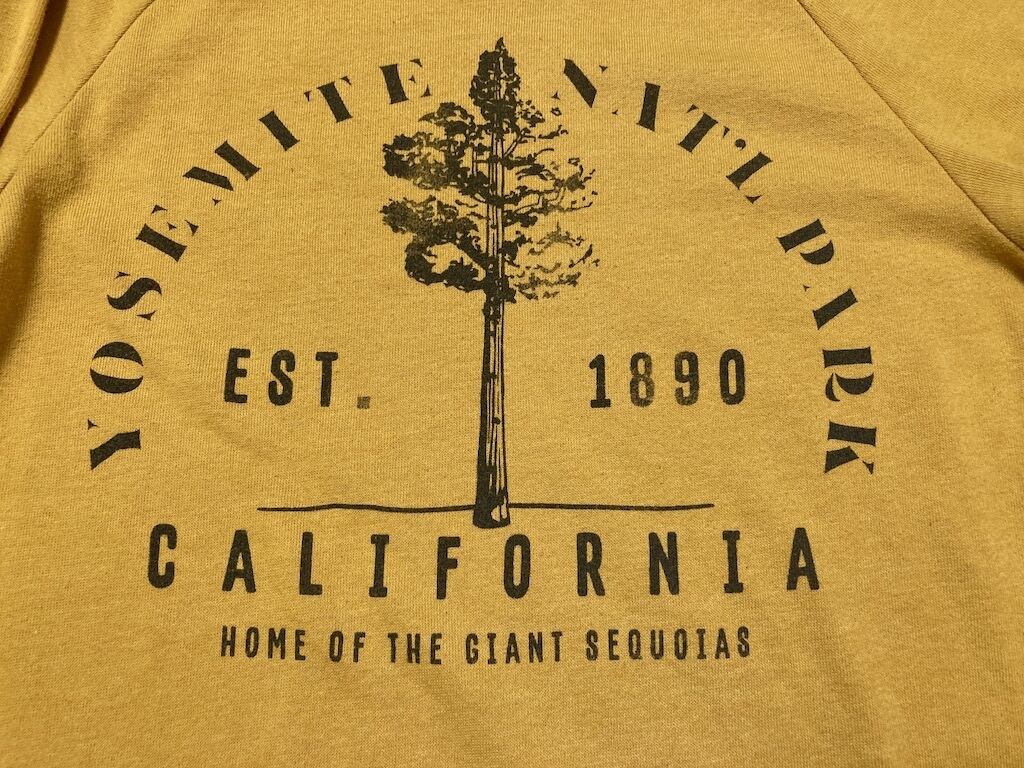 YOSEMITE NAT'L PARK
EST. 1890
CALIFORNIA
HOME OF THE GIANT SEQUOIAS